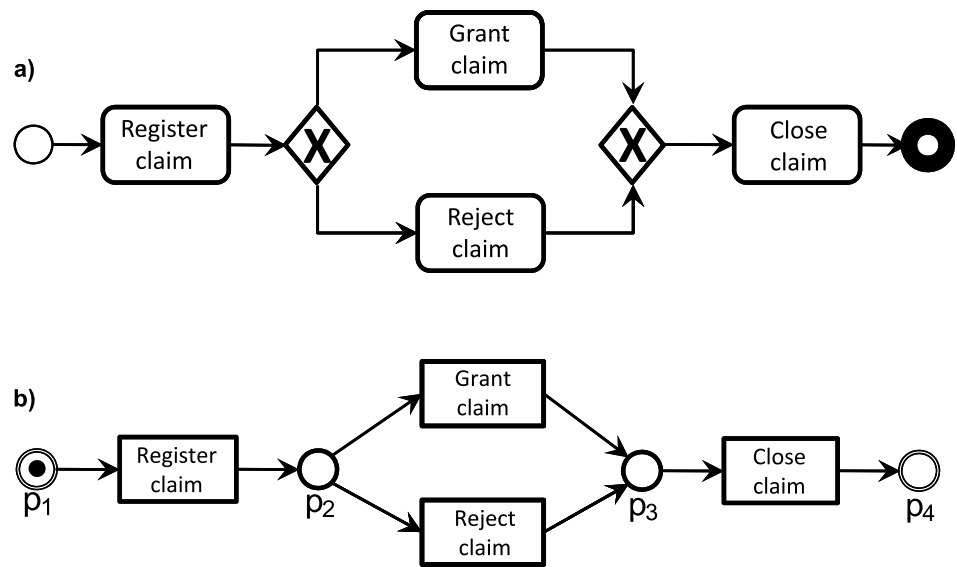 a)
Register
claim
X
Grant
claim
Reject
claim
X
Close
claim
b)
p1
Register
claim
p2
Grant
claim
Reject
claim
p3
Close
claim
p4